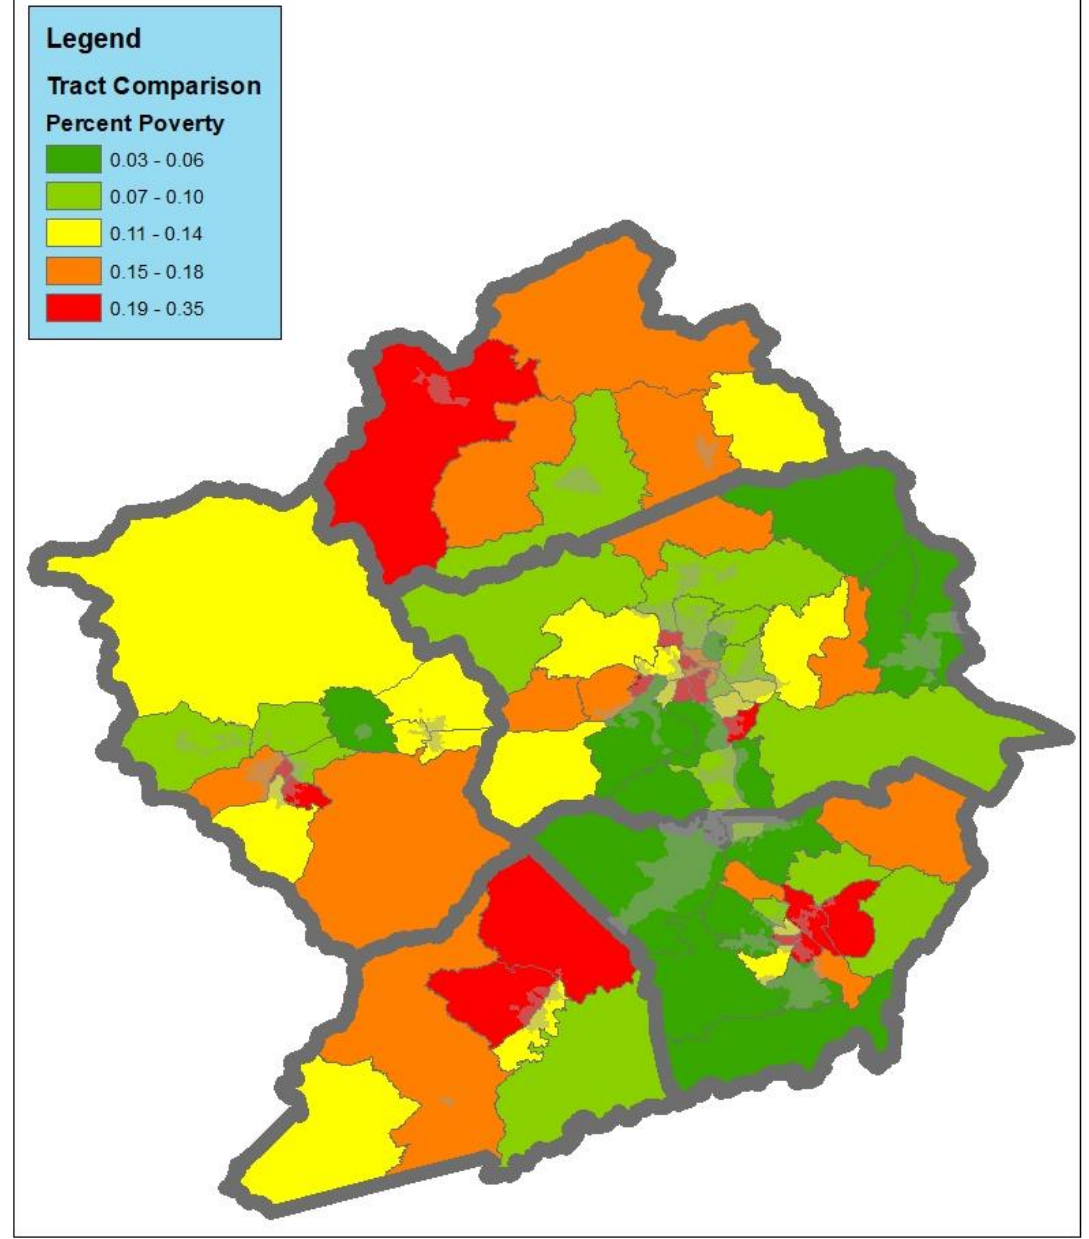 Legend
Tract Comparison
Percent Poverty
0.03 - 0.06
0.07 - 0.10
0.11 - 0.14
0.15 - 0.18
0.19 - 0.35